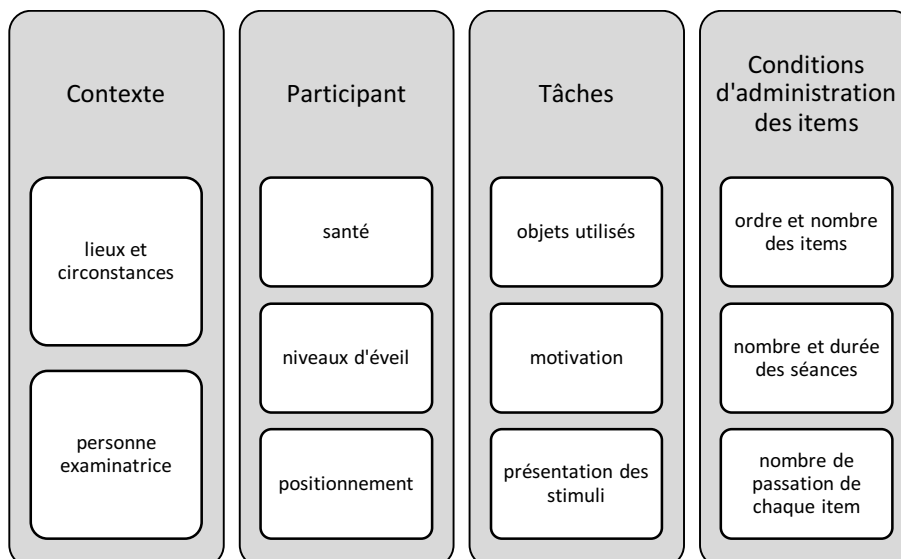 Contexte
lieux et
circonstances
personne
examinatrice
Participant
santé
niveaux d'éveil
positionnement
Tâches
objets utilisés
motivation
présentation des
stimuli
Conditions
d'administration
des items
ordre et nombre
des items
nombre et durée
des séances
nombre de
passation de
chaque item